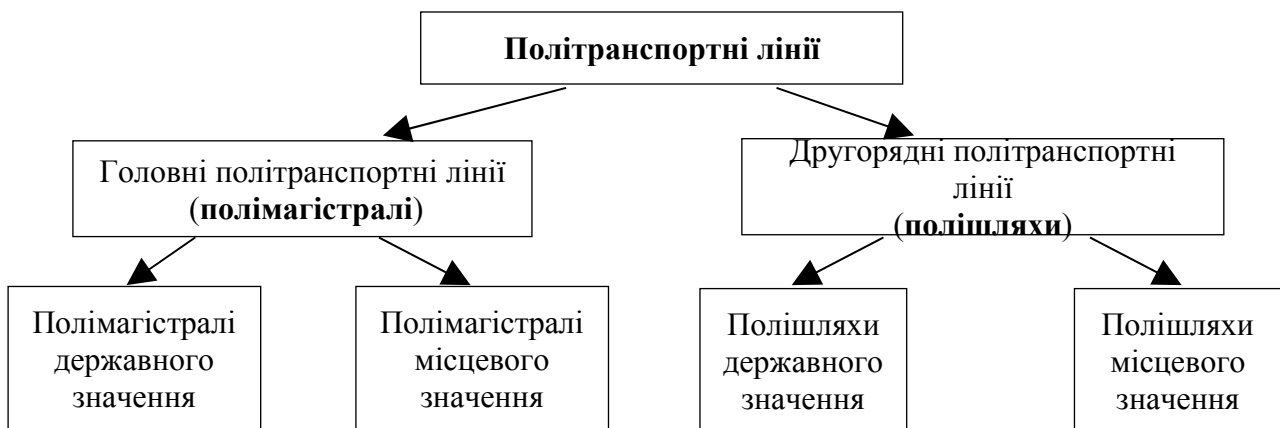 Політранспортні лінії
Головні політранспортні лінії
(полімагістралі)
Другорядні політранспортні
лінії
(полішляхи)
Полімагістралі
державного
значення
Полімагістралі
місцевого
значення
Полішляхи
державного
значення
Полішляхи
місцевого
значення